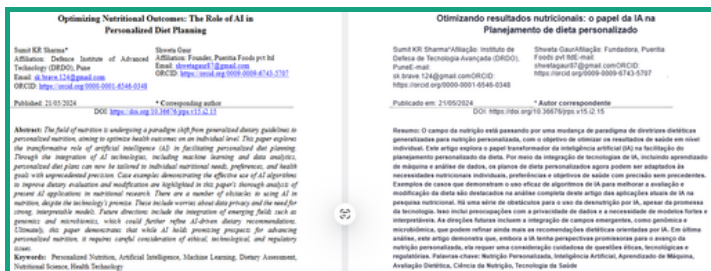 Optimizing Nutritional Outcomes: The Role of AI in
Personalized Diet Planning
Sumit KR Sharma*
Affiliation: Defence Institute of Advanced
Technology (DRDO), Pune
Email: sk.brave.124@gmail.com
ORCID: https://orcid.org/0000-0001-6546-0348
Shweta Gaur
Affiliation: Founder, Pueritia Foods pvt ltd
Email: shwetagaur87@gmail.com
ORCID: https://orcid.org/0009-0009-6743-5707
Published: 21/05/2024
* Corresponding author
DOI: https://doi.org/10.36676/jrps.v15.i2.15
Abstract: The field of nutrition is undergoing a paradigm shift from generalized dietary guidelines to
personalized nutrition, aiming to optimize health outcomes on an individual level. This paper explores
the transformative role of artificial intelligence (AI) in facilitating personalized diet planning.
Through the integration of AI technologies, including machine learning and data analytics,
personalized diet plans can now be tailored to individual nutritional needs, preferences, and health
goals with unprecedented precision. Case examples demonstrating the effective use of AI algorithms
to improve dietary evaluation and modification are highlighted in this paper's thorough analysis of
present AI applications in nutritional research. There are a number of obstacles to using AI in
nutrition, despite the technology's promise. These include worries about data privacy and the need for
strong, interpretable models. Future directions include the integration of emerging fields such as
genomics and microbiomics, which could further refine AI-driven dietary recommendations.
Ultimately, this paper demonstrates that while AI holds promising prospects for advancing
personalized nutrition, it requires careful consideration of ethical, technological, and regulatory
issues.
Keywords: Personalized Nutrition, Artificial Intelligence, Machine Learning, Dietary Assessment,
Nutritional Science, Health Technology
Otimizando resultados nutricionais: o papel da IA na
Planejamento de dieta personalizado
Sumit KR Sharma*Afiliação: Instituto de
Defesa de Tecnologia Avançada (DRDO),
PuneE-mail:
sk.brave.124@gmail.comORCID:
https://orcid.org/0000-0001-6546-0348
Shweta GaurAfiliação: Fundadora, Pueritia
Foods pvt ltdE-mail:
shwetagaur87@gmail.comORCID:
https://orcid.org/0009-0009-6743-5707
Publicado em: 21/05/2024
* Autor correspondente
DOI: https://doi.org/10.36676/jrps.v15.i2.15
Resumo: O campo da nutrição está passando por uma mudança de paradigma de diretrizes dietéticas
generalizadas para nutrição personalizada, com o objetivo de otimizar os resultados de saúde em nível
individual. Este artigo explora o papel transformador da inteligência artificial (IA) na facilitação do
planejamento personalizado da dieta. Por meio da integração de tecnologias de IA, incluindo aprendizado
de máquina e análise de dados, os planos de dieta personalizados agora podem ser adaptados às
necessidades nutricionais individuais, preferências e objetivos de saúde com precisão sem precedentes.
Exemplos de casos que demonstram o uso eficaz de algoritmos de IA para melhorar a avaliação e
modificação da dieta são destacados na análise completa deste artigo das aplicações atuais de IA na
pesquisa nutricional. Há uma série de obstáculos para o uso da desnutrição por IA, apesar da promessa
da tecnologia. Isso inclui preocupações com a privacidade de dados e a necessidade de modelos fortes e
interpretáveis. As direções futuras incluem a integração de campos emergentes, como genômica e
microbiômica, que podem refinar ainda mais as recomendações dietéticas orientadas por IA. Em última
análise, este artigo demonstra que, embora a IA tenha perspectivas promissoras para o avanço da
nutrição personalizada, ela requer uma consideração cuidadosa de questões éticas, tecnológicas e
regulatórias. Palavras-chave: Nutrição Personalizada, Inteligência Artificial, Aprendizado de Máquina,
Avaliação Dietética, Ciência da Nutrição, Tecnologia da Saúde